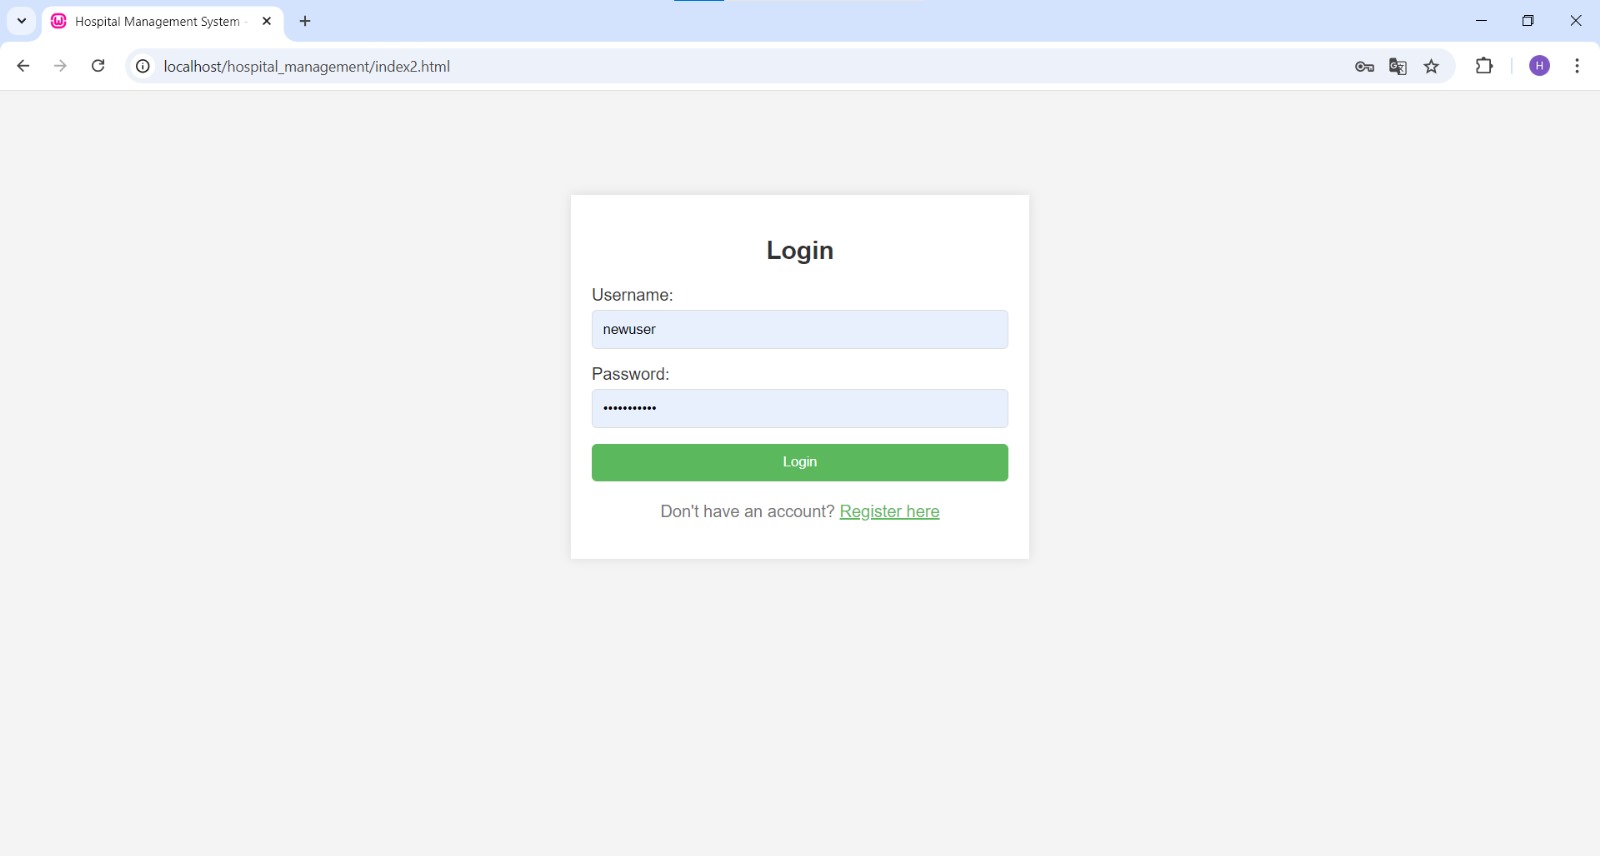 Hospital Management System -
localhost/hospital_management/index2.html
H
Login
Username:
newuser
Password:
•••••••••••
Login
Don't have an account? Register here